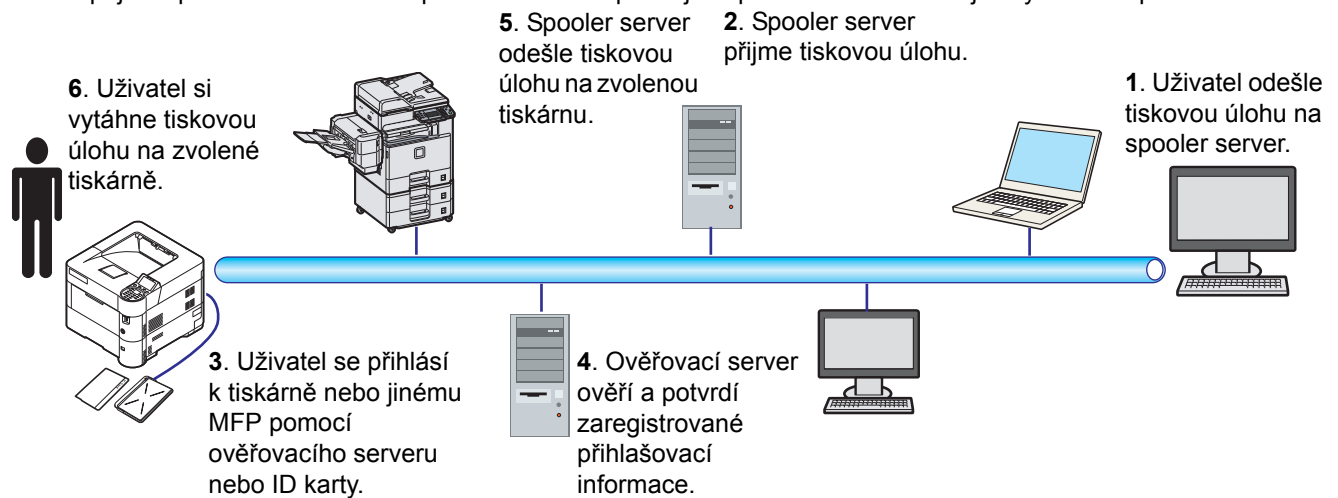 5. Spooler server
odešle tiskovou
úlohu na zvolenou
tiskárnu.
2. Spooler server
přijme tiskovou úlohu.
6. Uživatel si
vytáhne tiskovou
úlohu na zvolené
tiskárně.
1. Uživatel odešle
tiskovou úlohu na
spooler server.
3. Uživatel se přihlásí
k tiskárně nebo jinému
MFP pomocí
ověřovacího serveru
nebo ID karty.
4. Ověřovací server
ověří a potvrdí
zaregistrované
přihlašovací
informace.